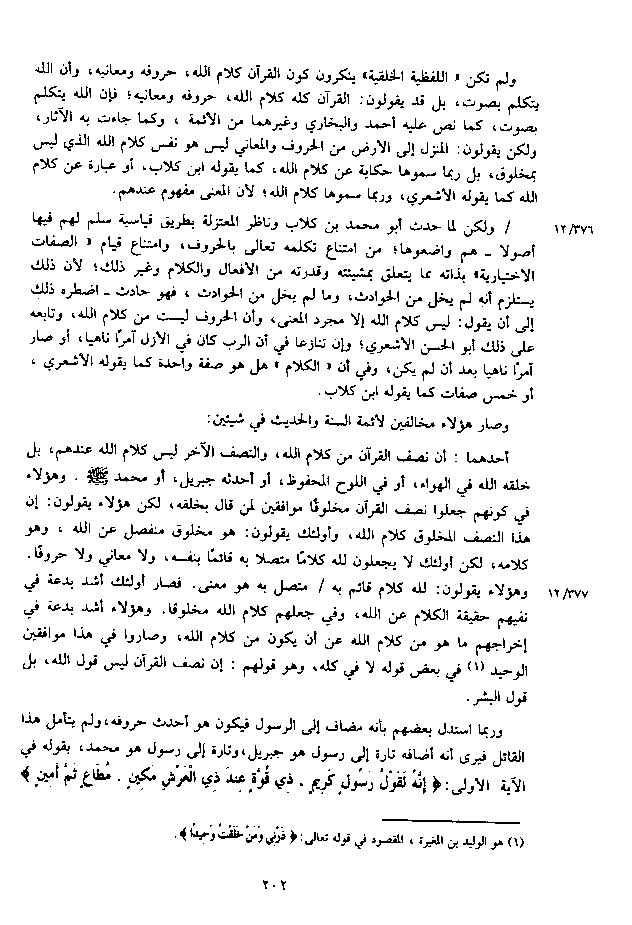 ولم تكن « اللفظية الخلقية» ينكرون كون القرآن كلام الله، حروفه ومعانيه، وأن الله
يتكلم بصوت، بل قد يقولون: القرآن كله كلام الله، حروفه ومعانيه؛ فإن الله يتكلم
بصوت، كما نص عليه أحمد والبخاري وغيرهما من الأئمة ، وكما جاءت به الآثار،
ولكن يقولون: المنزل إلى الأرض من الحروف والمعاني ليس هو نفس كلام الله الذي ليس
بمخلوق، بل ربما سموها حكاية عن كلام الله، كما يقوله ابن كلاب، أو عبارة عن كلام
الله كما يقوله الأشعري، وربما سموها كلام الله؛ لأن المعنى مفهوم عندهم.
١٢/٣٧٦ / ولكن لما حدث أبو محمد بن كلاب وناظر المعتزلة بطريق قياسية سلم لهم فيها
أصولا ـ هم واضعوها؛ من امتناع تكلمه تعالى بالحروف، وامتناع قيام « الصفات
الاختيارية» بذاته مما يتعلق بمشيئته وقدرته من الأفعال والكلام وغير ذلك؛ لأن ذلك
يستلزم أنه لم يخل من الحوادث، وما لم يخل من الحوادث ، فهو حادث ـ اضطره ذلك
إلى أن يقول: ليس كلام الله إلا مجرد المعنى، وأن الحروف ليست من كلام الله، وتابعه
على ذلك أبو الحسن الأشعري؛ وإن تنازعا في أن الرب كان في الأزل آمرًا ناهيا، أو صار
آمرًا ناهيا بعد أن لم يكن، وفي أن « الكلام » هل هو صفة واحدة كما يقوله الأشعري ،
أو خمس صفات كما يقوله ابن كلاب.
وصار هؤلاء مخالفين لأئمة السنة والحديث في شيئين:
أحدهما : أن نصف القرآن من كلام الله، والنصف الآخر ليس كلام الله عندهم، بل
خلقه الله في الهواء، أو في اللوح المحفوظ، أو أحدثه جبريل، أو محمد ﷺ . وهؤلاء
في كونهم جعلوا نصف القرآن مخلوقًا موافقين لمن قال بخلقه، لكن هؤلاء يقولون: إن
هذا النصف المخلوق كلام الله، وأولئك يقولون: هو مخلوق منفصل عن الله ، وهو
كلامه، لكن أولئك لا يجعلون لله كلامًا متصلا به قائمًا بنفسه، ولا معاني ولا حروفًا.
١٢/٣٧٧ وهؤلاء يقولون: لله كلام قائم به / متصل به هو معنى. فصار أولئك أشد بدعة في
نفيهم حقيقة الكلام عن الله، وفي جعلهم كلام الله مخلوقا. وهؤلاء أشد بدعة في
إخراجهم ما هو من كلام الله عن أن يكون من كلام الله، وصاروا في هذا موافقين
الوحيد (١) في بعض قوله لا في كله، وهو قولهم : إن نصف القرآن ليس قول الله، بل
قول البشر.
وربما استدل بعضهم بأنه مضاف إلى الرسول فيكون هو أحدث حروفه،ولم يتأمل هذا
القائل فيرى أنه أضافه تارة إلى رسول هو جبريل،وتارة إلى رسول هو محمد، بقوله في
الآية الأولى:﴿ إِنَّهُ لَقَوْلُ رَسُولٍ كَرِيمٍ . ذِي قُوَّةٍ عِندَ ذِي الْعَرْشِ مَكِينٍ . مُطَاعٍ ثَمَّ أَمِينٍ ﴾
(١) هو الوليد بن المغيرة ، المقصود في قوله تعالى:﴿ ذَرْنِي وَمَنْ خَلَقْتُ وَحِيدًا ﴾.
٢٠٢